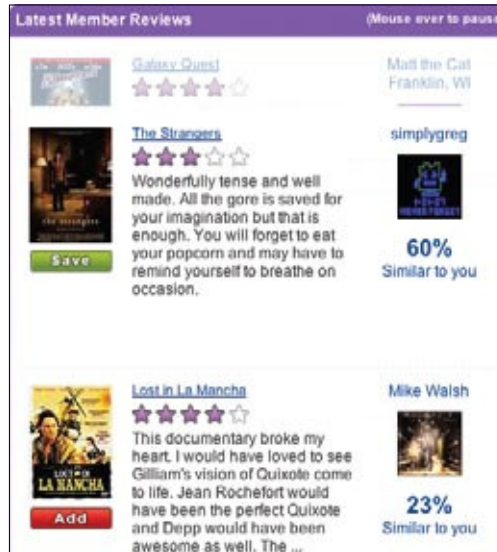 Latest Member Reviews (Mouse over to pause
Galaxy Quest
Matt the Cat
Franklin, WI
The Strangers
simplygreg
Wonderfully tense and well
made. All the gore is saved for
your imagination but that is
enough. You will forget to eat
your popcorn and may have to
remind yourself to breathe on
occasion.
the strangers
Save
60%
Similar to you
Lost in La Mancha
Mike Walsh
This documentary broke my
heart. I would have loved to see
Gilliam's vision of Quixote come
to life. Jean Rochefort would
have been the perfect Quixote
and Depp would have been
awesome as well. The ...
LOST IN
LA MANCHA
Add
23%
Similar to you